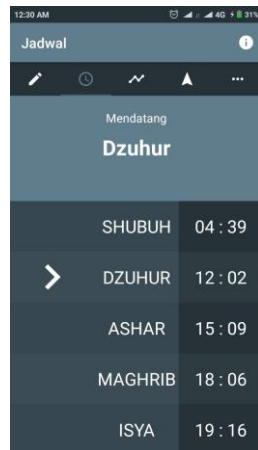 12:30 AM 4G 31%
Jadwal
Mendatang
Dzuhur
SHUBUH 04 : 39
DZUHUR 12 : 02
ASHAR 15 : 09
MAGHRIB 18 : 06
ISYA 19 : 16